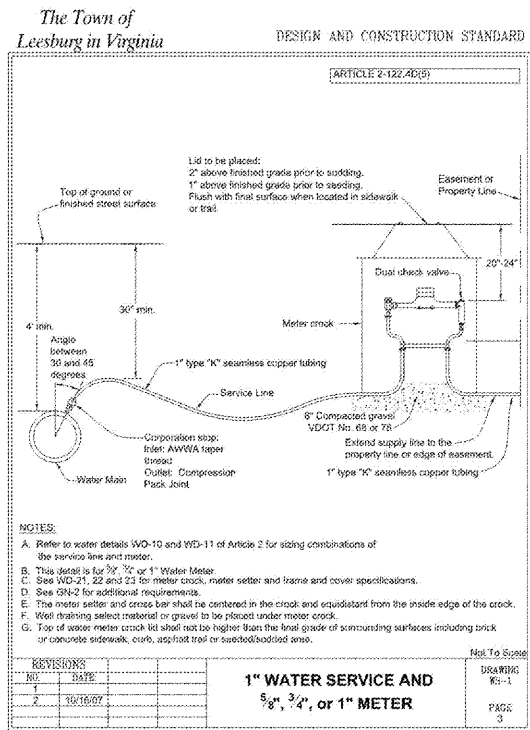 The Town of
Leesburg in Virginia
DESIGN AND CONSTRUCTION STANDARD
ARTICLE 2-122.4D(5)
Lid to be placed:
2" above finished grade prior to sodding.
1" above finished grade prior to seeding.
Flush with final surface when located in sidewalk
or trail.
Easement or
Property Line
Top of ground or
finished street surface
20"-24"
Dual check valve
30" min.
4' min.
Meter crock
Angle
between
30 and 45
degrees
1" type "K" seamless copper tubing
Service Line
6" Compacted gravel
VDOT No. 68 or 78
Corporation stop:
Inlet: AWWA taper
thread
Outlet: Compression
Pack Joint
Water Main
Extend supply line to the
property line or edge of easement.
1" type "K" seamless copper tubing
NOTES:
A. Refer to water details WD-10 and WD-11 of Article 2 for sizing combinations of
the service line and meter.
B. This detail is for 5/8", 3/4" or 1" Water Meter.
C. See WD-21, 22 and 23 for meter crock, meter setter and frame and cover specifications.
D. See GN-2 for additional requirements.
E. The meter setter and cross bar shall be centered in the crock and equidistant from the inside edge of the crock.
F. Well draining select material or gravel to be placed under meter crock.
G. Top of water meter crock lid shall not be higher than the final grade of surrounding surfaces including brick
or concrete sidewalk, curb, asphalt trail or seeded/sodded area.
Not To Scale
REVISIONS
NO. DATE
1
2 10/16/07
1" WATER SERVICE AND
5/8", 3/4", or 1" METER
DRAWING
PAGE
3